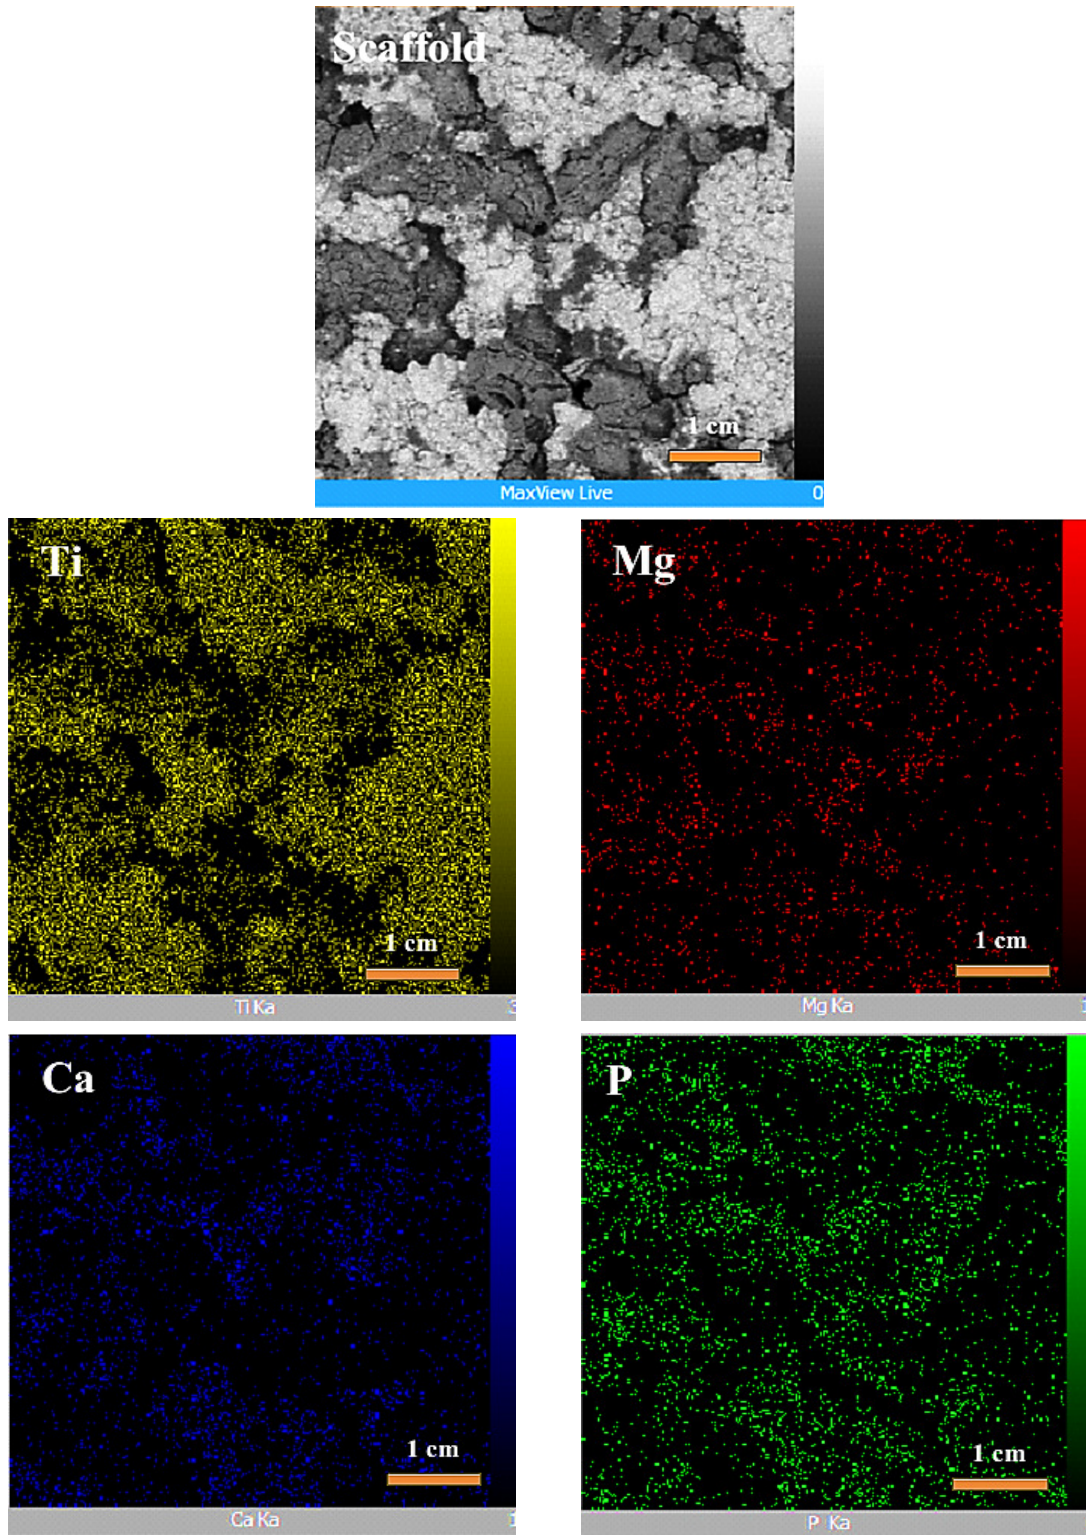 Scaffold
1 cm
MaxView Live 0
Ti
1 cm
Ti Ka
Mg
1 cm
Mg Ka
Ca
1 cm
Ca Ka
P
1 cm
P Ka